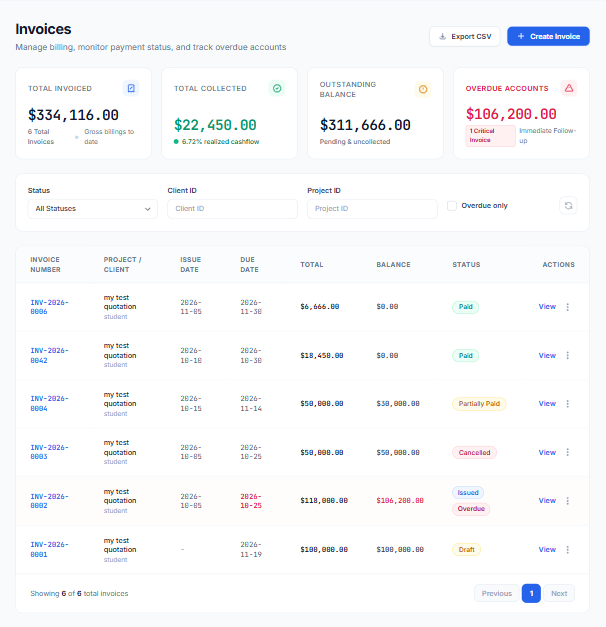 Invoices
Manage billing, monitor payment status, and track overdue accounts
Export CSV
+ Create Invoice
TOTAL INVOICED
$334,116.00
6 Total Invoices • Gross billings to date
TOTAL COLLECTED
$22,450.00
6.72% realized cashflow
OUTSTANDING BALANCE
$311,666.00
Pending & uncollected
OVERDUE ACCOUNTS
$106,200.00
1 Critical Invoice Immediate Follow-up
Status Client ID Project ID
All Statuses Client ID Project ID Overdue only
INVOICE NUMBER PROJECT / CLIENT ISSUE DATE DUE DATE TOTAL BALANCE STATUS ACTIONS
INV-2026-0006 my test quotation student 2026-11-05 2026-11-30 $6,666.00 $0.00 Paid View
INV-2026-0042 my test quotation student 2026-10-10 2026-10-30 $18,450.00 $0.00 Paid View
INV-2026-0004 my test quotation student 2026-10-15 2026-11-14 $50,000.00 $30,000.00 Partially Paid View
INV-2026-0003 my test quotation student 2026-10-05 2026-10-25 $50,000.00 $50,000.00 Cancelled View
INV-2026-0002 my test quotation student 2026-10-05 2026-10-25 $118,000.00 $106,200.00 Issued Overdue View
INV-2026-0001 my test quotation student - 2026-11-19 $100,000.00 $100,000.00 Draft View
Showing 6 of 6 total invoices
Previous 1 Next